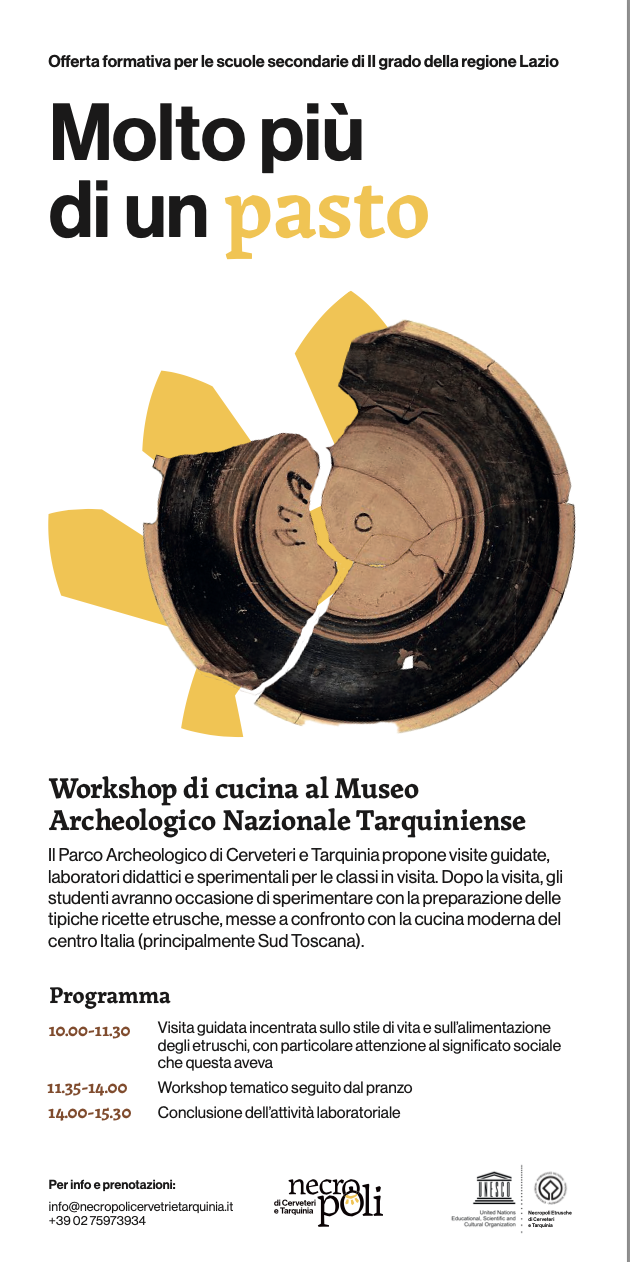 Offerta formativa per le scuole secondarie di II grado della regione Lazio
Molto più
di un pasto
Workshop di cucina al Museo
Archeologico Nazionale Tarquiniense
Il Parco Archeologico di Cerveteri e Tarquinia propone visite guidate,
laboratori didattici e sperimentali per le classi in visita. Dopo la visita, gli
studenti avranno occasione di sperimentare con la preparazione delle
tipiche ricette etrusche, messe a confronto con la cucina moderna del
centro Italia (principalmente Sud Toscana).
Programma
10.00-11.30 Visita guidata incentrata sullo stile di vita e sull'alimentazione
degli etruschi, con particolare attenzione al significato sociale
che questa aveva
11.35-14.00 Workshop tematico seguito dal pranzo
14.00-15.30 Conclusione dell'attività laboratoriale
Per info e prenotazioni:
info@necropolicervetrietarquinia.it
+39 02 75973934
necro
di Cerveteri
e Tarquinia
pòli
UNESCO
United Nations
Educational, Scientific and
Cultural Organization
Necropoli Etrusche
di Cerveteri
e Tarquinia